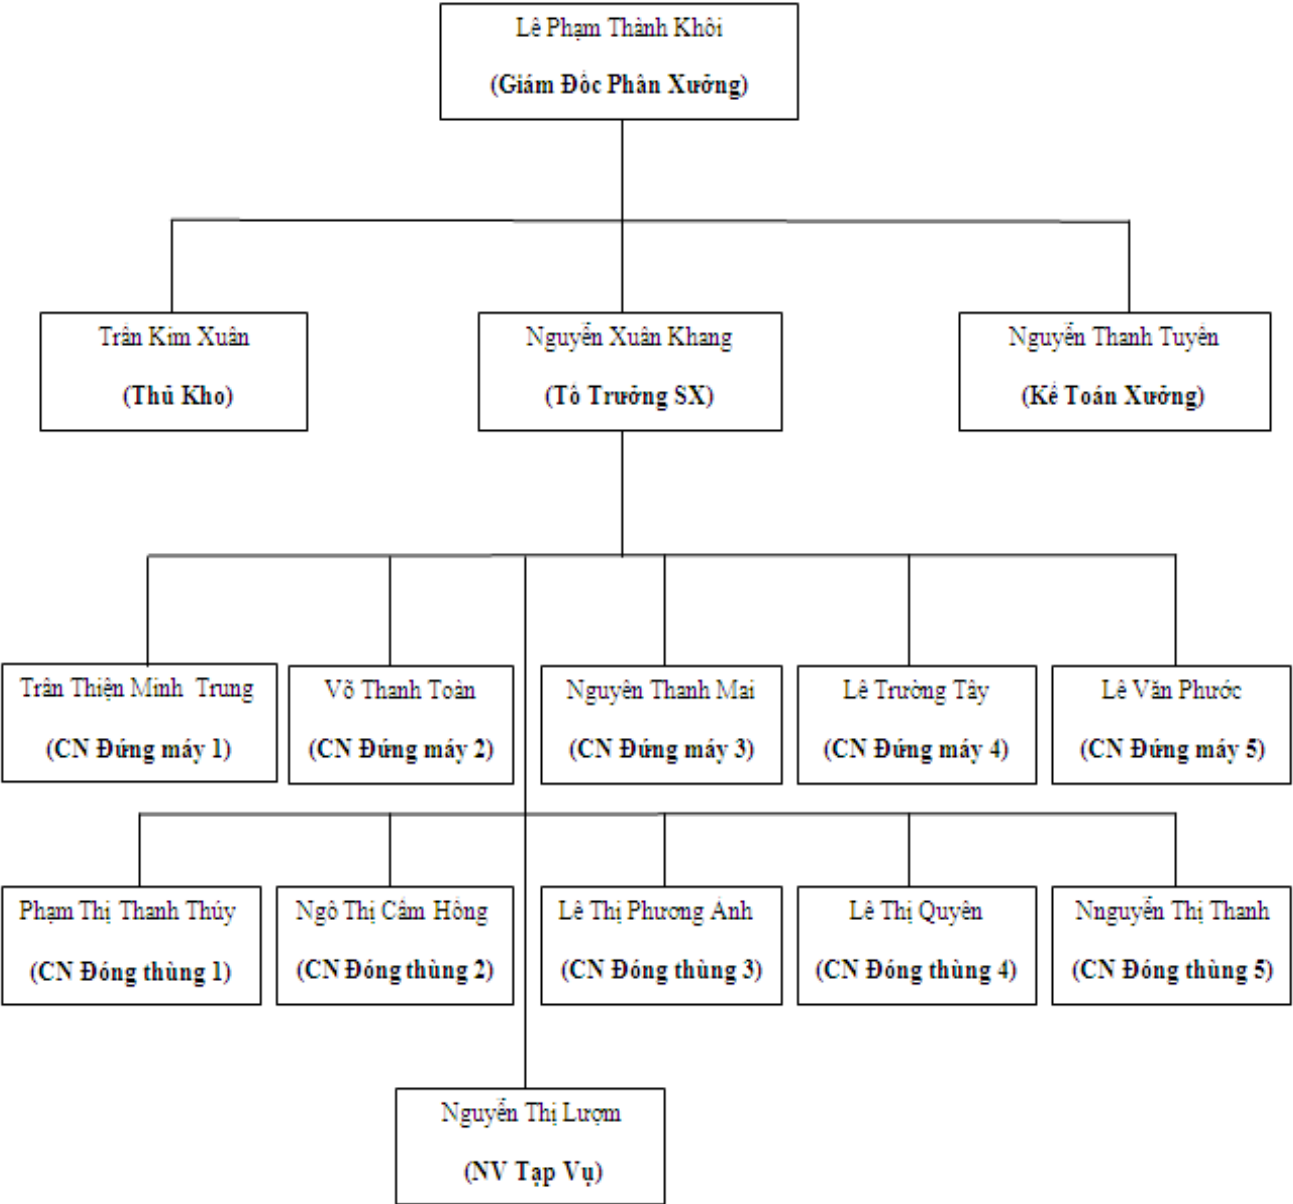 Lê Phạm Thành Khôi
(Giám Đốc Phân Xưởng)
Trần Kim Xuân
(Thủ Kho)
Nguyễn Xuân Khang
(Tổ Trưởng SX)
Nguyễn Thanh Tuyền
(Kế Toán Xưởng)
Trần Thiện Minh Trung
(CN Đứng máy 1)
Võ Thanh Toàn
(CN Đứng máy 2)
Nguyên Thanh Mai
(CN Đứng máy 3)
Lê Trường Tây
(CN Đứng máy 4)
Lê Văn Phước
(CN Đứng máy 5)
Phạm Thị Thanh Thúy
(CN Đóng thùng 1)
Ngô Thị Cẩm Hồng
(CN Đóng thùng 2)
Lê Thị Phương Ánh
(CN Đóng thùng 3)
Lê Thị Quyên
(CN Đóng thùng 4)
Nnguyễn Thị Thanh
(CN Đóng thùng 5)
Nguyễn Thị Lượm
(NV Tạp Vụ)